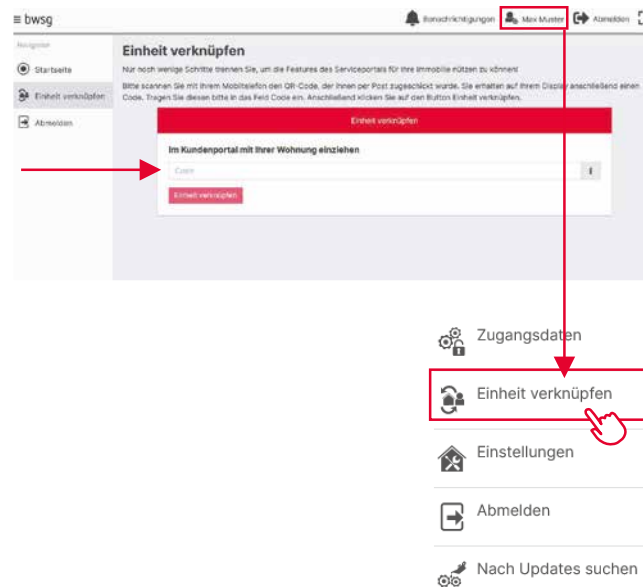 ≡ bwsg
Benachrichtigungen
Max Muster
Abmelden
Navigation
Startseite
Einheit verknüpfen
Abmelden
Einheit verknüpfen
Nur noch wenige Schritte trennen Sie, um die Features des Serviceportals für Ihre Immobilie nützen zu können!
Bitte scannen Sie mit Ihrem Mobiltelefon den QR-Code, der Ihnen per Post zugeschickt wurde. Sie erhalten auf Ihrem Display anschließend einen
Code. Tragen Sie diesen bitte in das Feld Code ein. Anschließend klicken Sie auf den Button Einheit verknüpfen.
Einheit verknüpfen
Im Kundenportal mit Ihrer Wohnung einziehen
Code
i
Einheit verknüpfen
Zugangsdaten
Einheit verknüpfen
Einstellungen
Abmelden
Nach Updates suchen